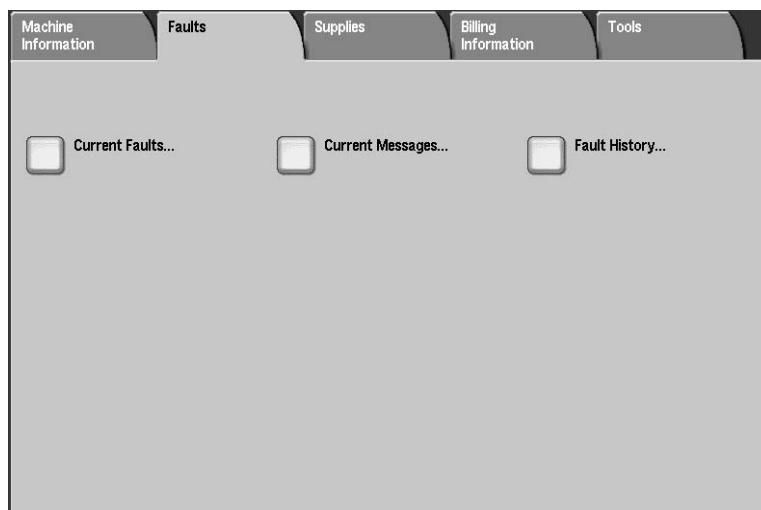 Machine
Information
Faults
Supplies
Billing
Information
Tools
Current Faults...
Current Messages...
Fault History...